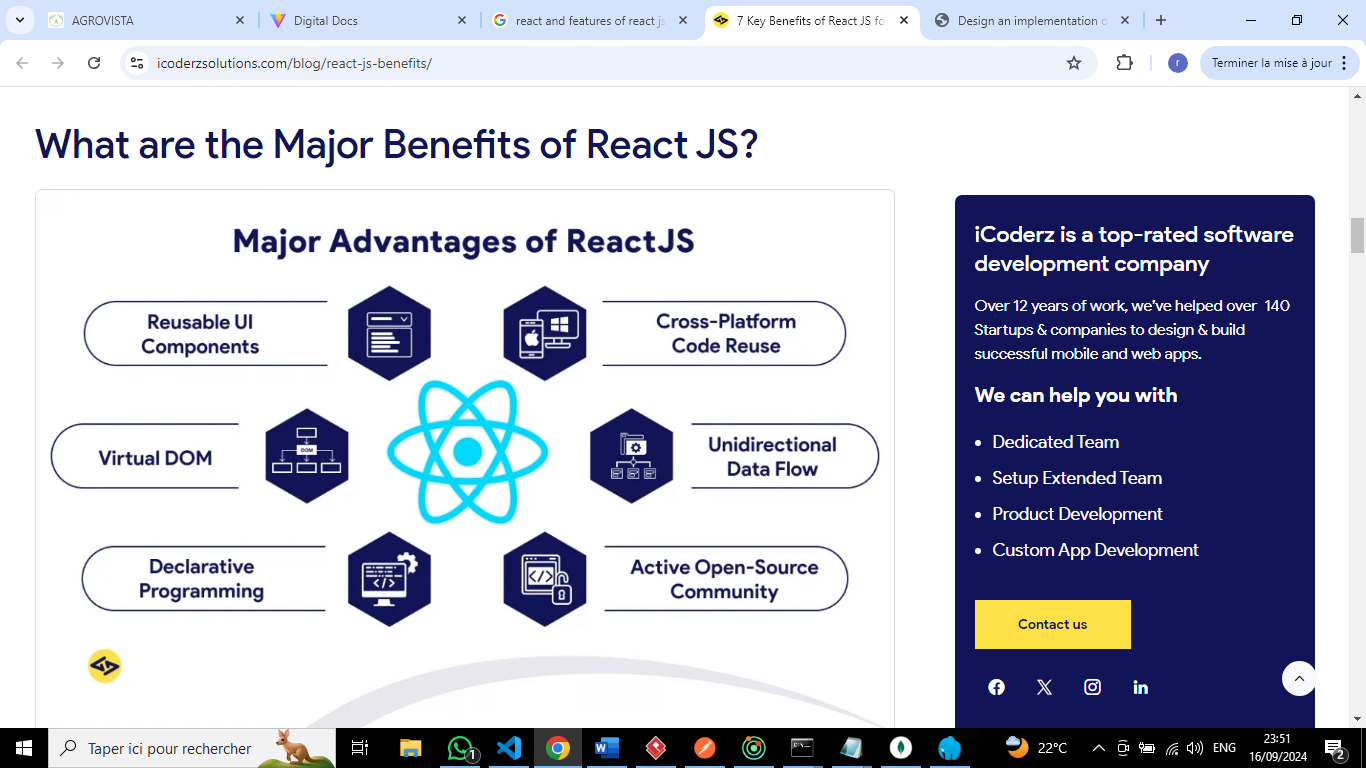 AGROVISTA
Digital Docs
react and features of react js
7 Key Benefits of React JS fo
Design an implementation o
icoderzsolutions.com/blog/react-js-benefits/
r
Terminer la mise à jour
What are the Major Benefits of React JS?
Major Advantages of ReactJS
Reusable UI
Components
Cross-Platform
Code Reuse
Virtual DOM
DOM
Unidirectional
Data Flow
Declarative
Programming
Active Open-Source
Community
iCoderz is a top-rated software
development company
Over 12 years of work, we've helped over 140
Startups & companies to design & build
successful mobile and web apps.
We can help you with
Dedicated Team
Setup Extended Team
Product Development
Custom App Development
Contact us
Taper ici pour rechercher
1
22°C
ENG
23:51
16/09/2024
2